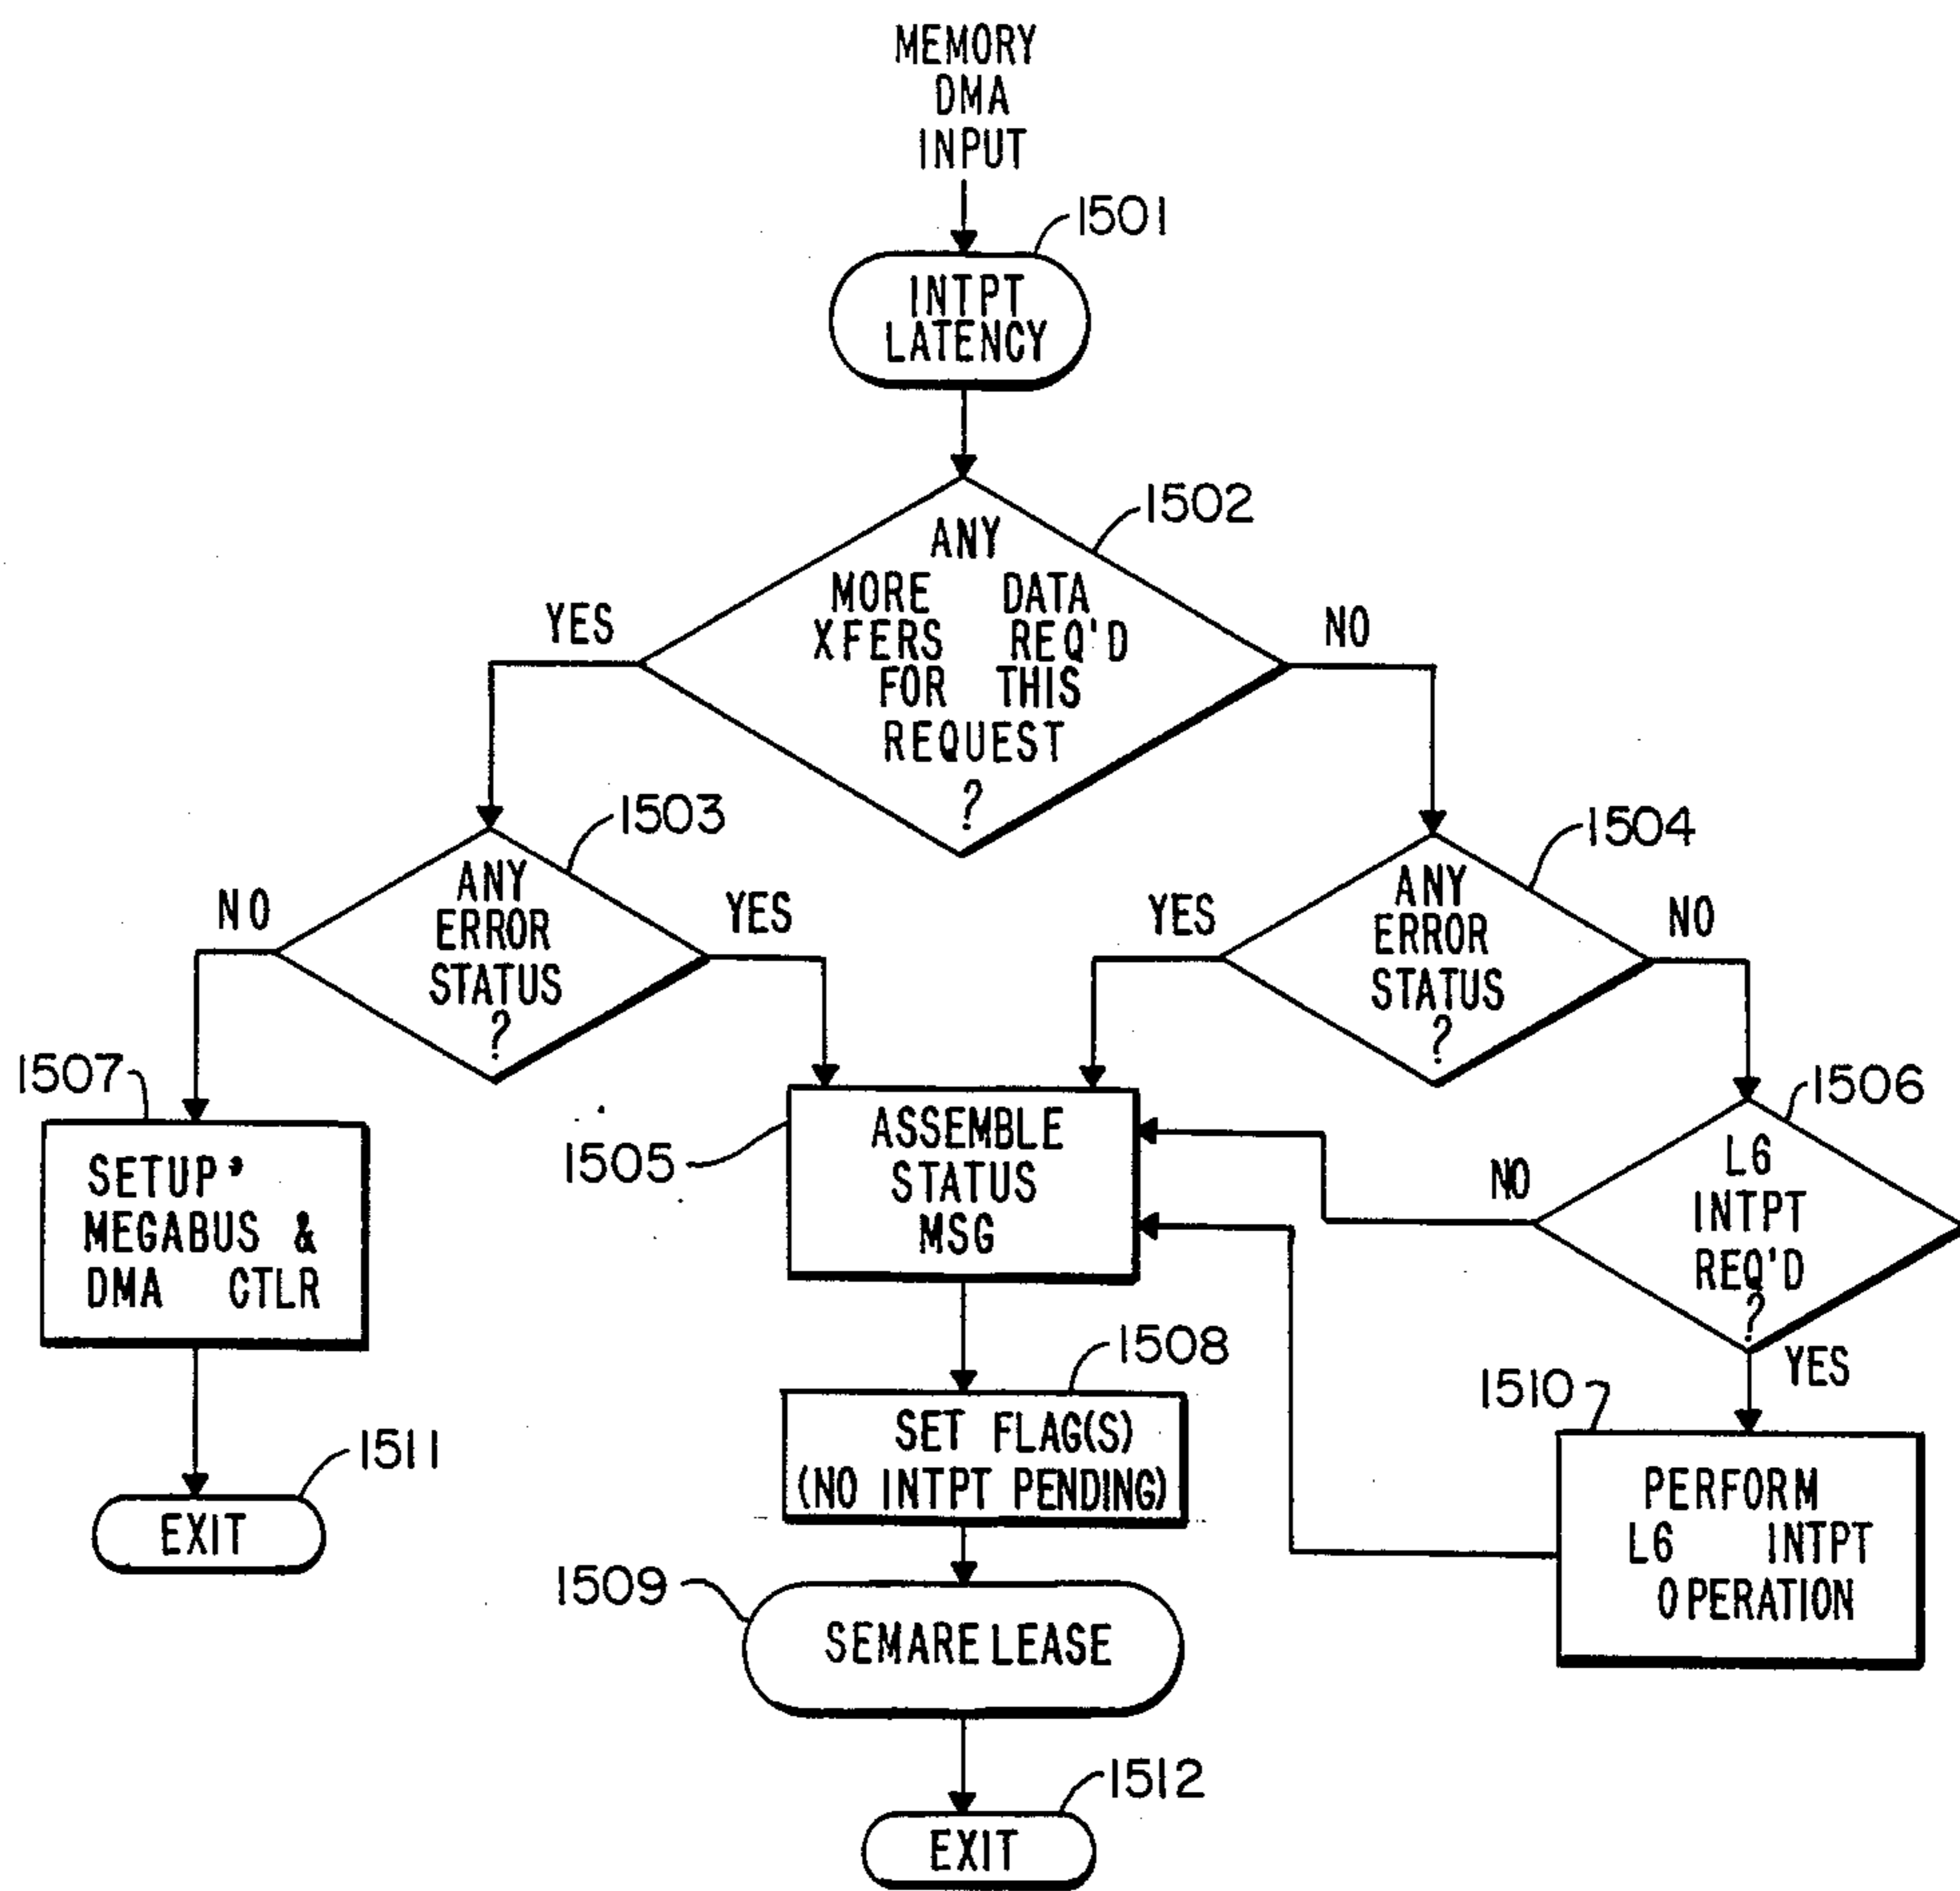 MEMORY
DMA
INPUT
1501
INTPT
LATENCY
1502
ANY
MORE DATA
XFERS REQ'D
FOR THIS
REQUEST
?
YES
NO
1503
ANY
ERROR
STATUS
?
NO
YES
1504
ANY
ERROR
STATUS
?
YES
NO
1507
SETUP*
MEGABUS &
DMA CTLR
1505
ASSEMBLE
STATUS
MSG
1506
L6
INTPT
REQ'D
?
NO
YES
1508
SET FLAG(S)
(NO INTPT PENDING)
1510
PERFORM
L6 INTPT
OPERATION
1511
EXIT
1509
SEMARELEASE
1512
EXIT